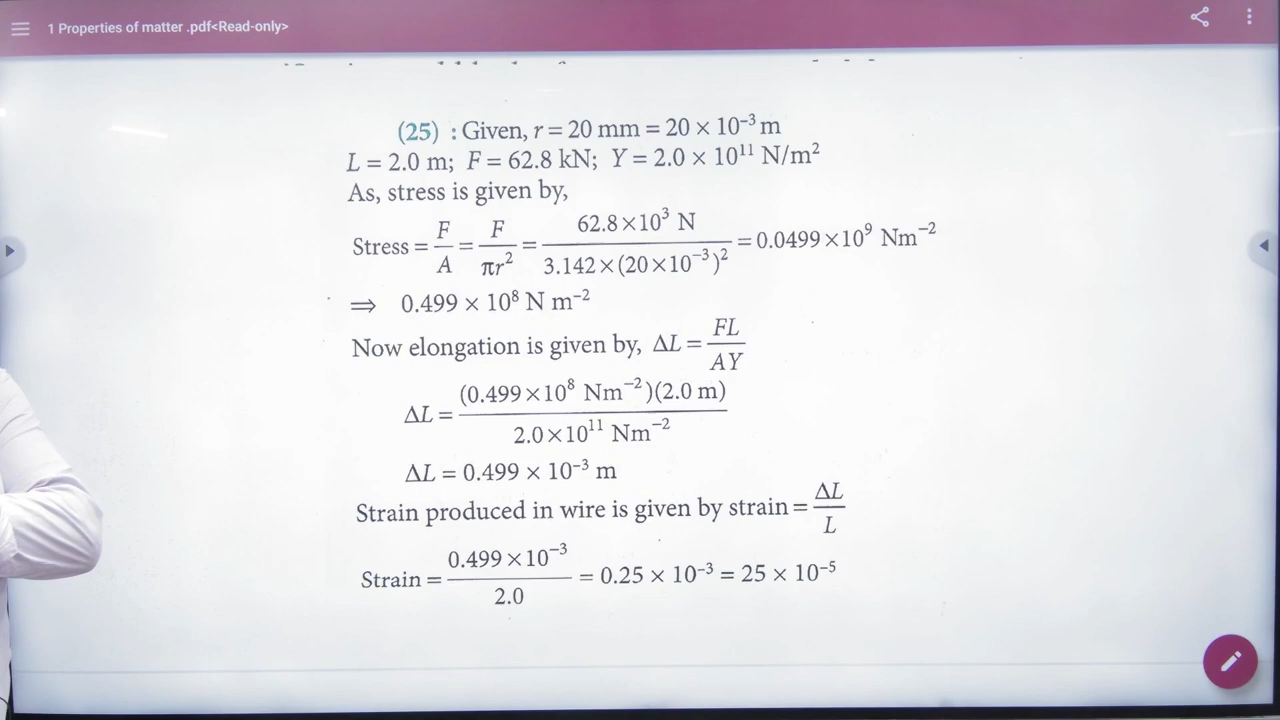 1 Properties of matter .pdf<Read-only>
(25) : Given, r = 20 mm = 20 × 10⁻³ m
L = 2.0 m; F = 62.8 kN; Y = 2.0 × 10¹¹ N/m²
As, stress is given by,
Stress = F/A = F/πr² = 62.8×10³ N / 3.142×(20×10⁻³)² = 0.0499×10⁹ Nm⁻²
⇒ 0.499 × 10⁸ N m⁻²
Now elongation is given by, ΔL = FL/AY
ΔL = (0.499×10⁸ Nm⁻²)(2.0 m) / 2.0×10¹¹ Nm⁻²
ΔL = 0.499 × 10⁻³ m
Strain produced in wire is given by strain = ΔL/L
Strain = 0.499×10⁻³ / 2.0 = 0.25 × 10⁻³ = 25 × 10⁻⁵